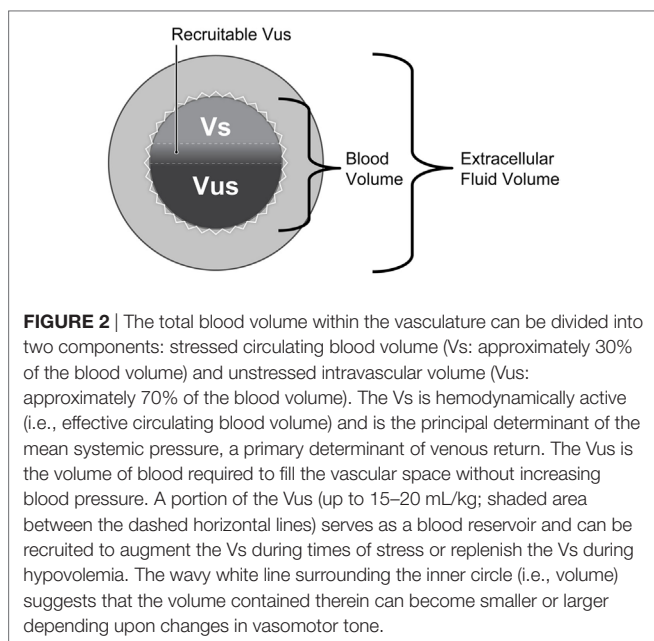 Recruitable Vus
Vs
Vus
Blood
Volume
Extracellular
Fluid Volume
FIGURE 2 | The total blood volume within the vasculature can be divided into
two components: stressed circulating blood volume (Vs: approximately 30%
of the blood volume) and unstressed intravascular volume (Vus:
approximately 70% of the blood volume). The Vs is hemodynamically active
(i.e., effective circulating blood volume) and is the principal determinant of the
mean systemic pressure, a primary determinant of venous return. The Vus is
the volume of blood required to fill the vascular space without increasing
blood pressure. A portion of the Vus (up to 15–20 mL/kg; shaded area
between the dashed horizontal lines) serves as a blood reservoir and can be
recruited to augment the Vs during times of stress or replenish the Vs during
hypovolemia. The wavy white line surrounding the inner circle (i.e., volume)
suggests that the volume contained therein can become smaller or larger
depending upon changes in vasomotor tone.